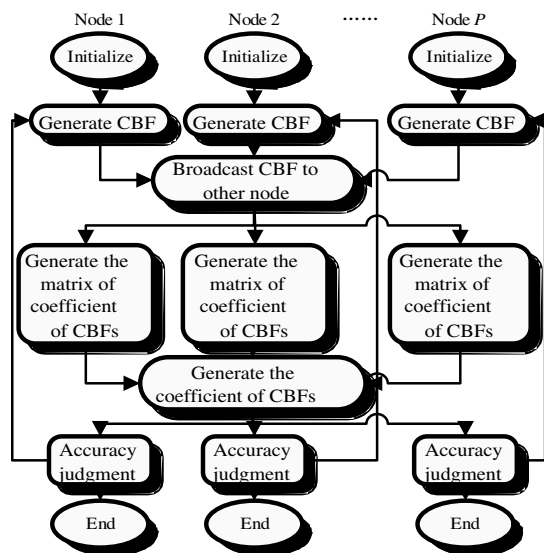 Node 1 Node 2 …… Node P
Initialize Initialize Initialize
Generate CBF Generate CBF Generate CBF
Broadcast CBF to
other node
Generate the
matrix of
coefficient
of CBFs
Generate the
matrix of
coefficient
of CBFs
Generate the
matrix of
coefficient
of CBFs
Generate the
coefficient of CBFs
Accuracy
judgment
Accuracy
judgment
Accuracy
judgment
End End End